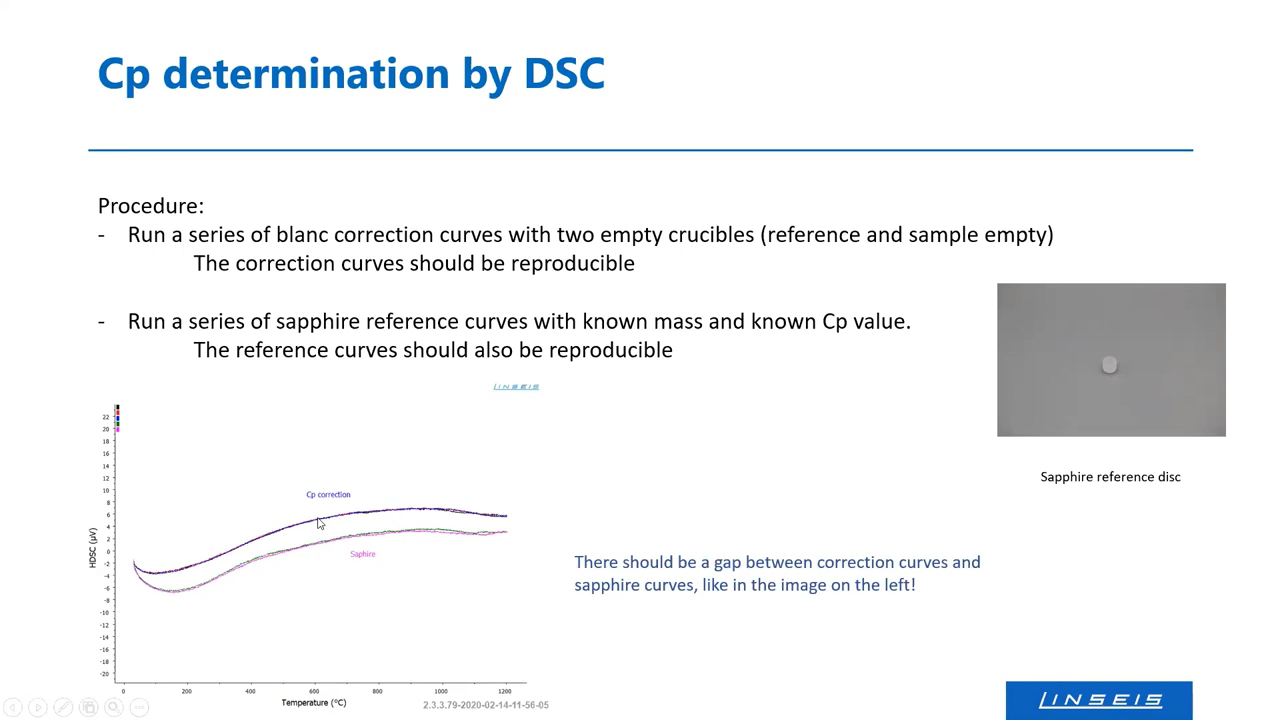 Cp determination by DSC
Procedure:
- Run a series of blanc correction curves with two empty crucibles (reference and sample empty)
The correction curves should be reproducible
- Run a series of sapphire reference curves with known mass and known Cp value.
The reference curves should also be reproducible
LINSEIS
22
20
18
16
14
12
10
8
6
4
2
0
-2
-4
-6
-8
-10
-12
-14
-16
-18
-20
HDSC (µV)
Cp correction
Saphire
0 200 400 600 800 1000 1200
Temperature (°C)
2.3.3.79-2020-02-14-11-56-05
Sapphire reference disc
There should be a gap between correction curves and
sapphire curves, like in the image on the left!
LINSEIS